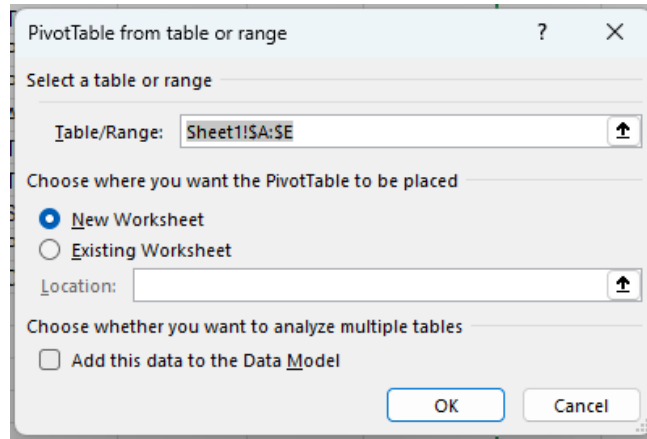 PivotTable from table or range ?
Select a table or range
Table/Range: Sheet1!$A:$E
Choose where you want the PivotTable to be placed
New Worksheet
Existing Worksheet
Location:
Choose whether you want to analyze multiple tables
Add this data to the Data Model
OK Cancel